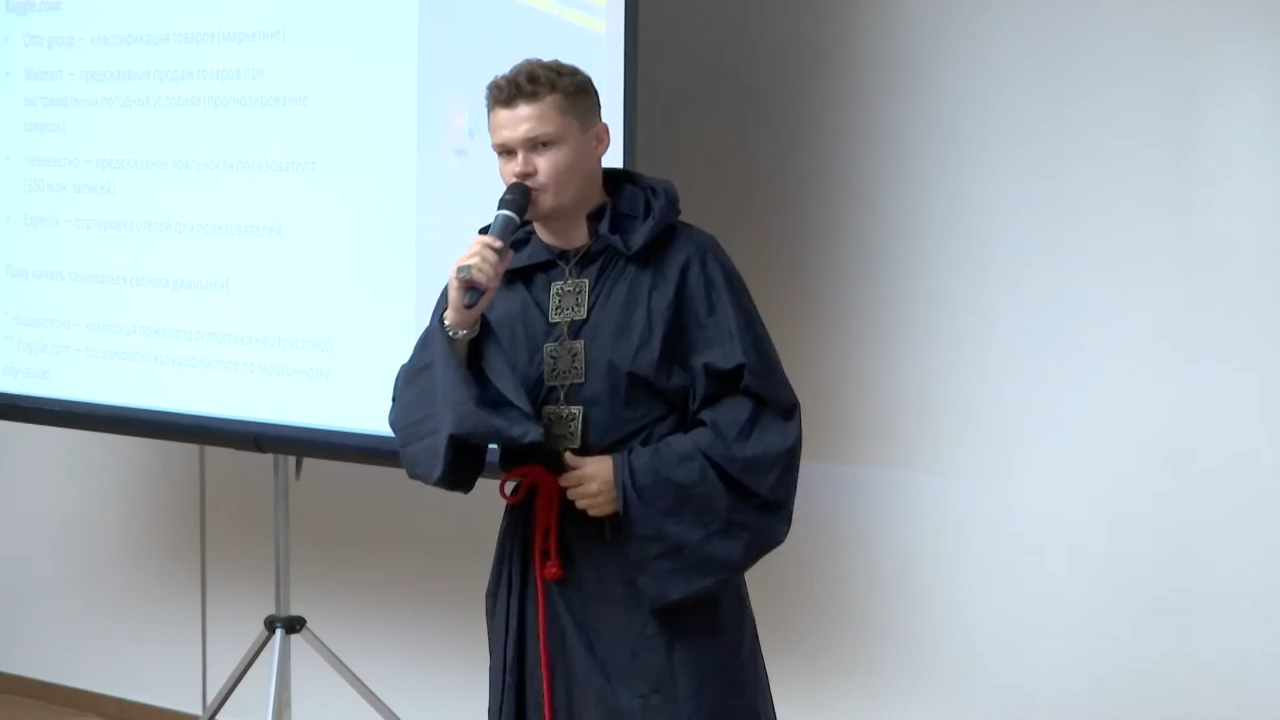 Kaggle.com:
• Otto group — классификация товаров (маркетинг).
• Walmart — предсказание продаж товаров при
экстремальных погодных условиях (прогнозирование
закупок).
• Неизвестно — предсказание лояльности пользователя
(350 млн. записей).
• Expedia — сортировка отелей для пользователей.
Пора начать заниматься своими данными!
* Неизвестно — компания пожелала остаться неизвестной.
** Kaggle.com — соревнования специалистов по машинному
обучению